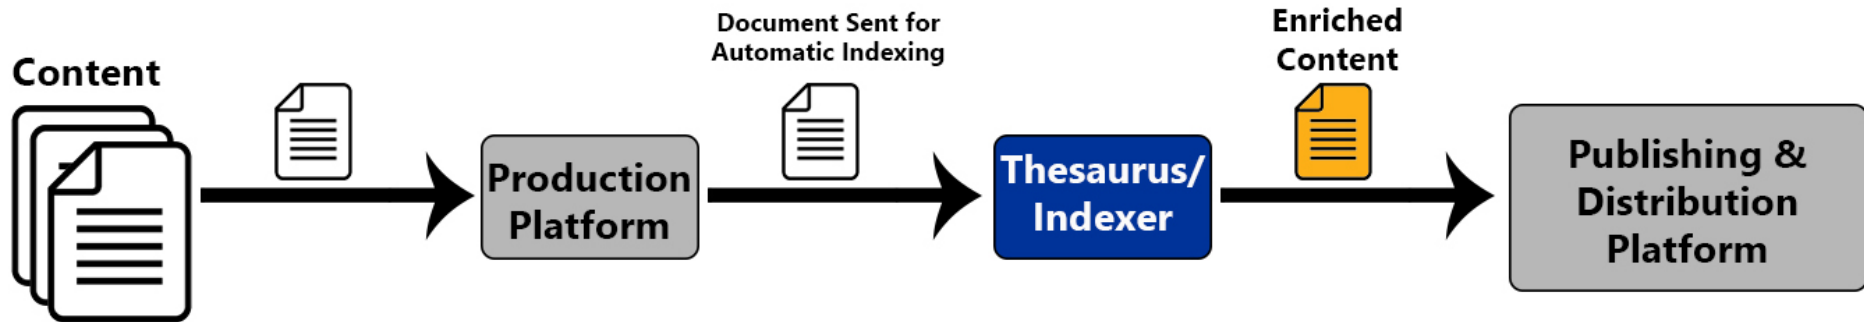 Content
Production
Platform
Document Sent for
Automatic Indexing
Thesaurus/
Indexer
Enriched
Content
Publishing &
Distribution
Platform